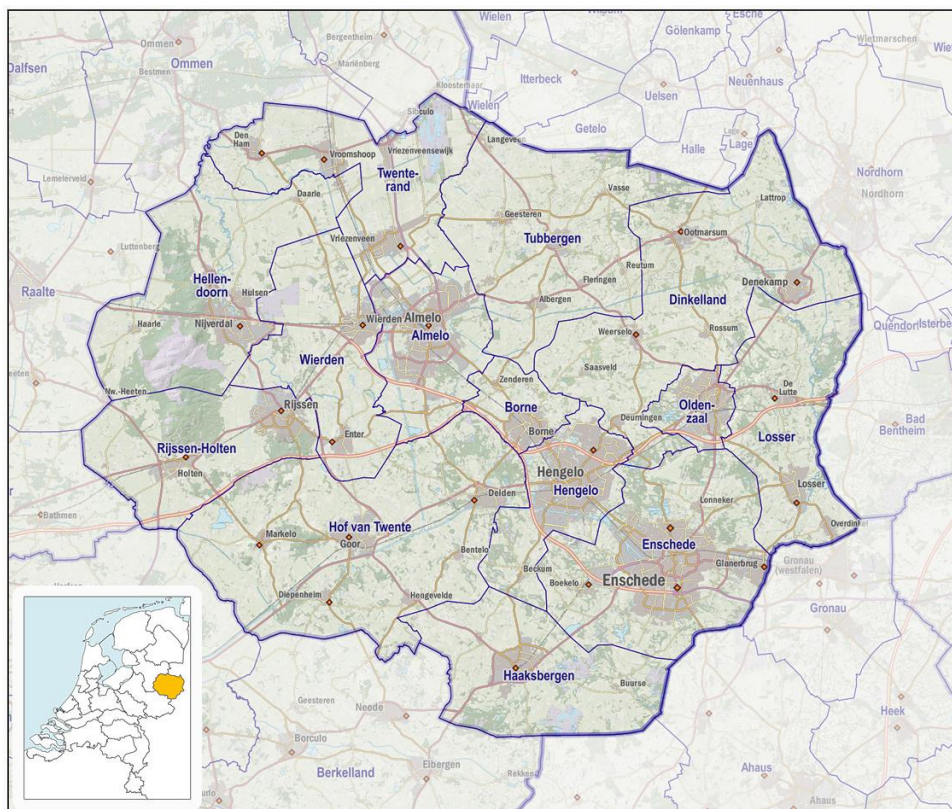 Wielen
Ommen
Dalfsen
Ommen
Bestmen
Bergentheim
Mariënberg
Kloosterhaar
Wielen
Itterbeck
Gölenkamp
Esche
Wietmarschen
Neuenhaus
Uelsen
Getelo
Halle
Lage
Lage
Sibculo
Langeveen
Den
Ham
Vroomshoop
Vriezenveensewijk
Twente-
rand
Lemelerveld
Daarle
Nordhorn
Nordhorn
Vasse
Lattrop
Geesteren
Ootmarsum
Vriezenveen
Tubbergen
Luttenberg
Reutum
Fleringen
Hellen-
doorn
Hulsen
Raalte
Denekamp
Dinkelland
Albergen
Haarle
Nijverdal
Wierden
Almelo
Almelo
Weerselo
Rossum
Quendorf
Wierden
Saasveld
Zenderen
Nw.-Heeten
De
Lutte
Rijssen
Borne
Borne
Deurningen
Olden-
zaal
Bad
Bentheim
Enter
Losser
Rijssen-Holten
Holten
Hengelo
Hengelo
Delden
Losser
Lonneker
Bathmen
Hof van Twente
Overdinkel
Markelo
Goor
Enschede
Bentelo
Glanerbrug
Gronau
(westfalen)
Beckum
Boekelo
Enschede
Diepenheim
Hengevelde
Gronau
Haaksbergen
Buurse
Geesteren
Neede
Borculo
Eibergen
Rekken
Berkelland
Heek
Ahaus
Ahaus
Heek